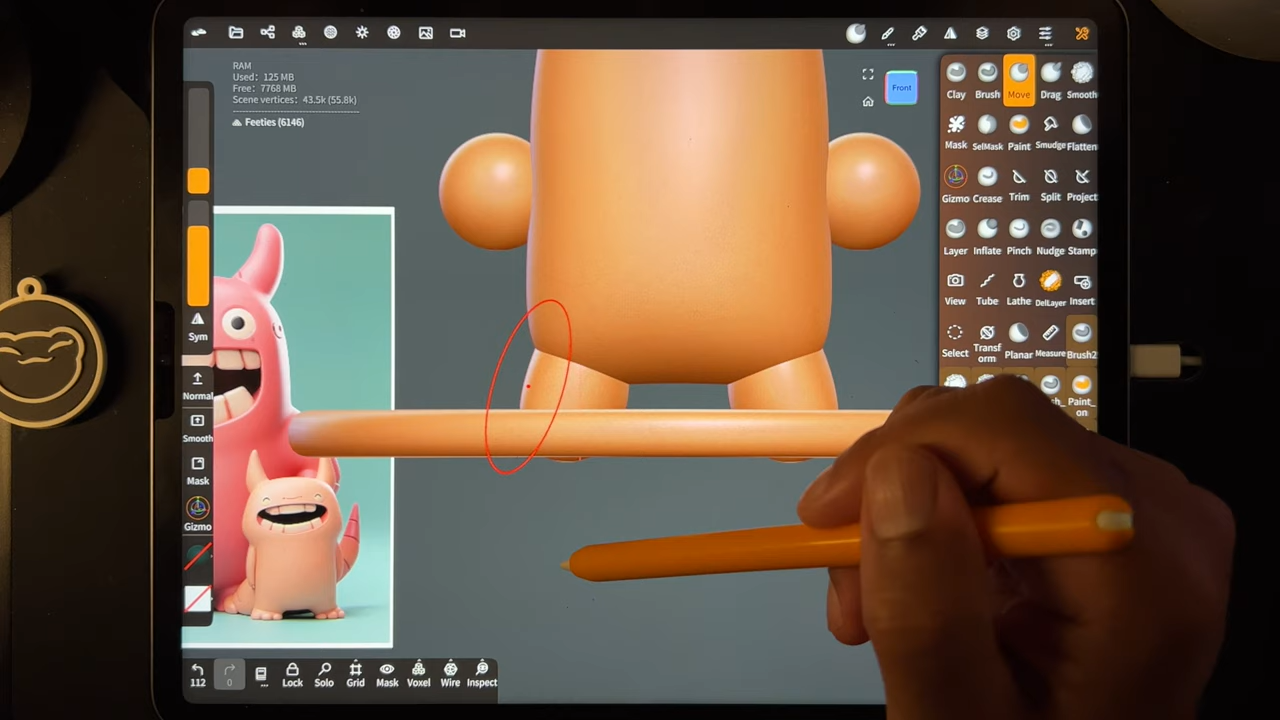 RAM
Used: 125 MB
Free: 7768 MB
Scene vertices: 43.5k (55.8k)
Feeties (6146)
Front
Clay Brush Move Drag Smooth
Mask SelMask Paint Smudge Flatten
Gizmo Crease Trim Split Project
Layer Inflate Pinch Nudge Stamp
View Tube Lathe DelLayer Insert
Select Transf
orm Planar Measure Brush2
Paint_
on
Sym
Normal
Smooth
Mask
Gizmo
112 0 Lock Solo Grid Mask Voxel Wire Inspect